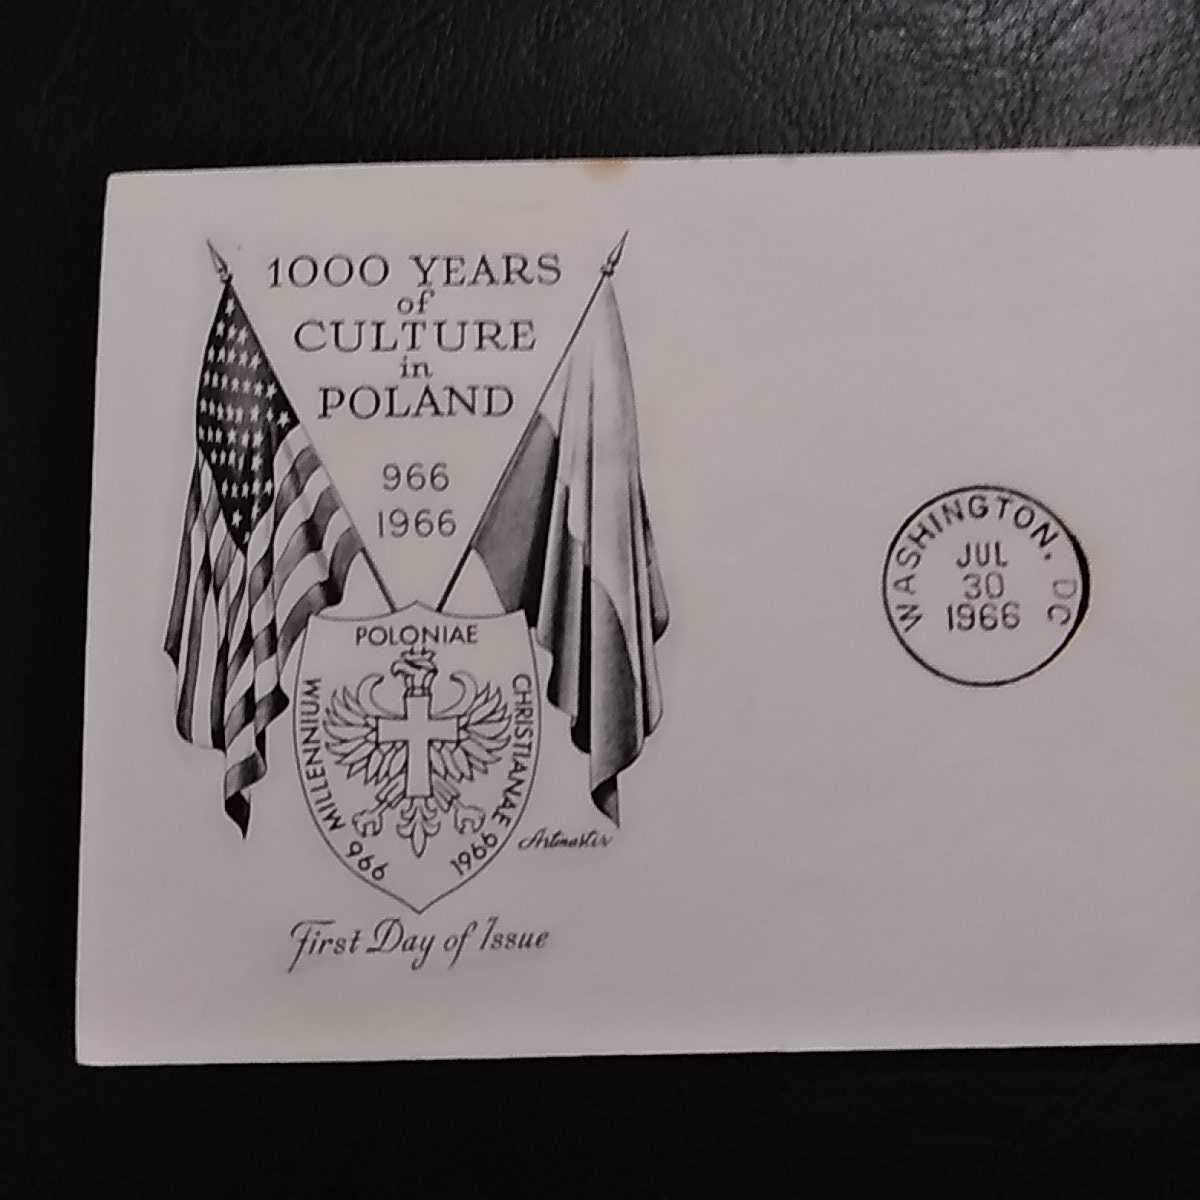 1000 YEARS
of
CULTURE
in
POLAND
966
1966
POLONIAE
MILLENNIUM
CHRISTIANAE
966
1966
Artmaster
First Day of Issue
WASHINGTON, DC
JUL
30
1966